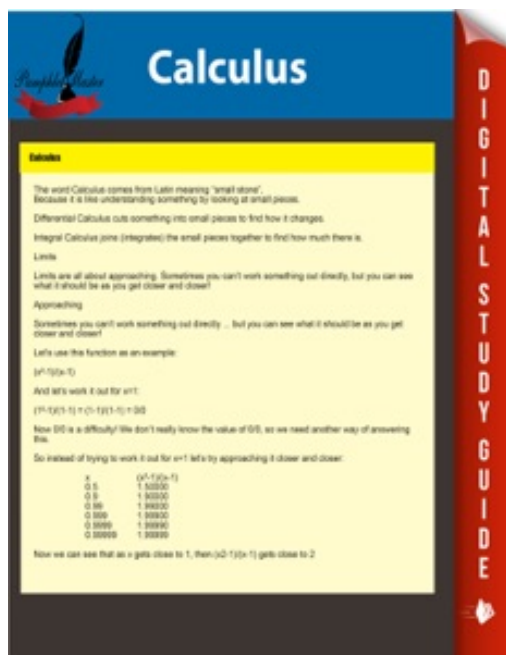 Pamphlet Master
Calculus
DIGITAL STUDY GUIDE
Calculus
The word Calculus comes from Latin meaning "small stone".
Because it is like understanding something by looking at small pieces.
Differential Calculus cuts something into small pieces to find how it changes.
Integral Calculus joins (integrates) the small pieces together to find how much there is.
Limits
Limits are all about approaching. Sometimes you can't work something out directly, but you can see
what it should be as you get closer and closer!
Approaching
Sometimes you can't work something out directly ... but you can see what it should be as you get
closer and closer!
Let's use this function as an example:
(x²-1)/(x-1)
And let's work it out for x=1:
(1²-1)/(1-1) = (1-1)/(1-1) = 0/0
Now 0/0 is a difficulty! We don't really know the value of 0/0, so we need another way of answering
this.
So instead of trying to work it out for x=1 let's try approaching it closer and closer:
x (x²-1)/(x-1)
0.5 1.50000
0.9 1.90000
0.99 1.99000
0.999 1.99900
0.9999 1.99990
0.99999 1.99999
Now we can see that as x gets close to 1, then (x2-1)/(x-1) gets close to 2